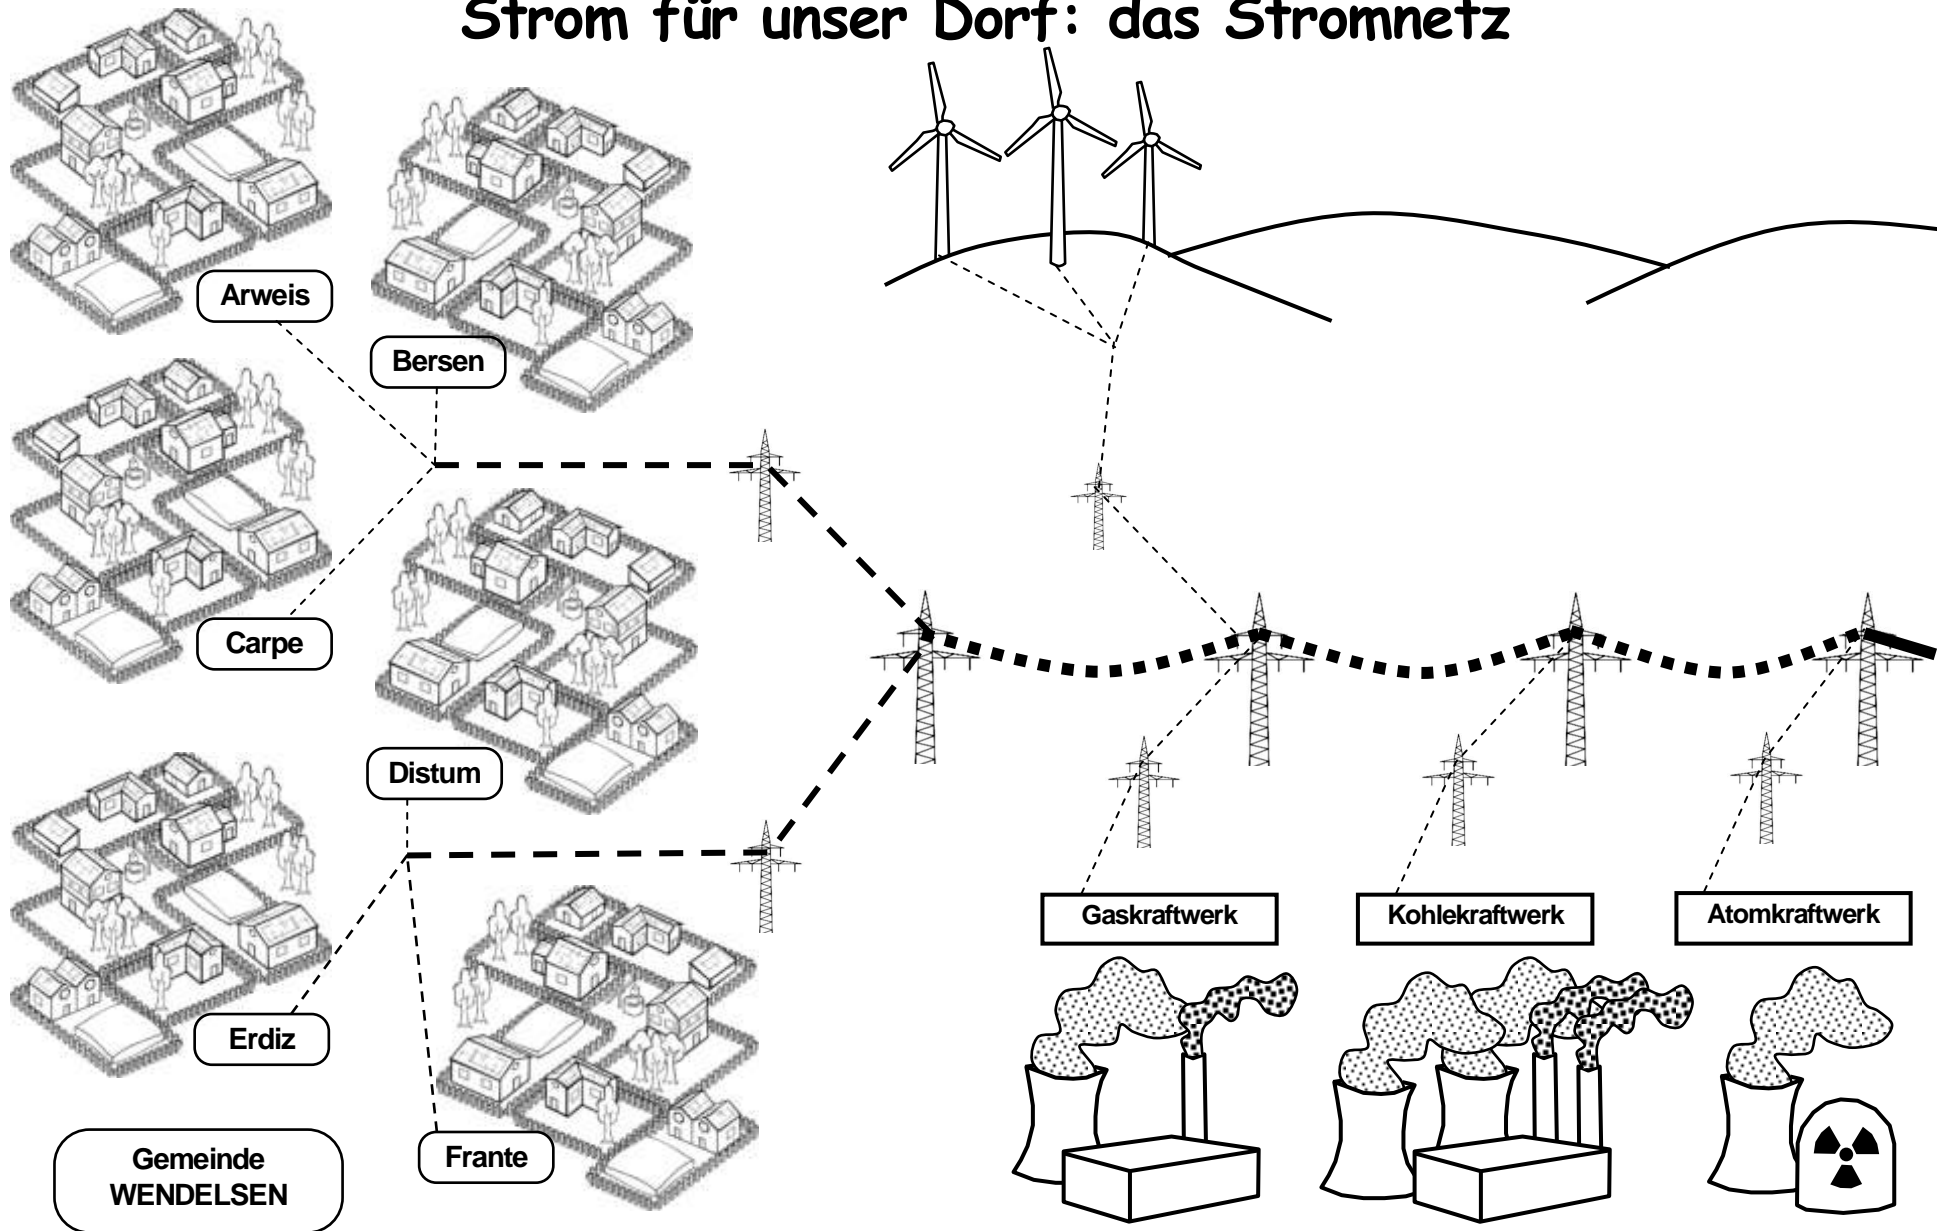 Strom für unser Dorf: das Stromnetz
Arweis
Bersen
Carpe
Distum
Erdiz
Frante
Gemeinde
WENDELSEN
Gaskraftwerk
Kohlekraftwerk
Atomkraftwerk